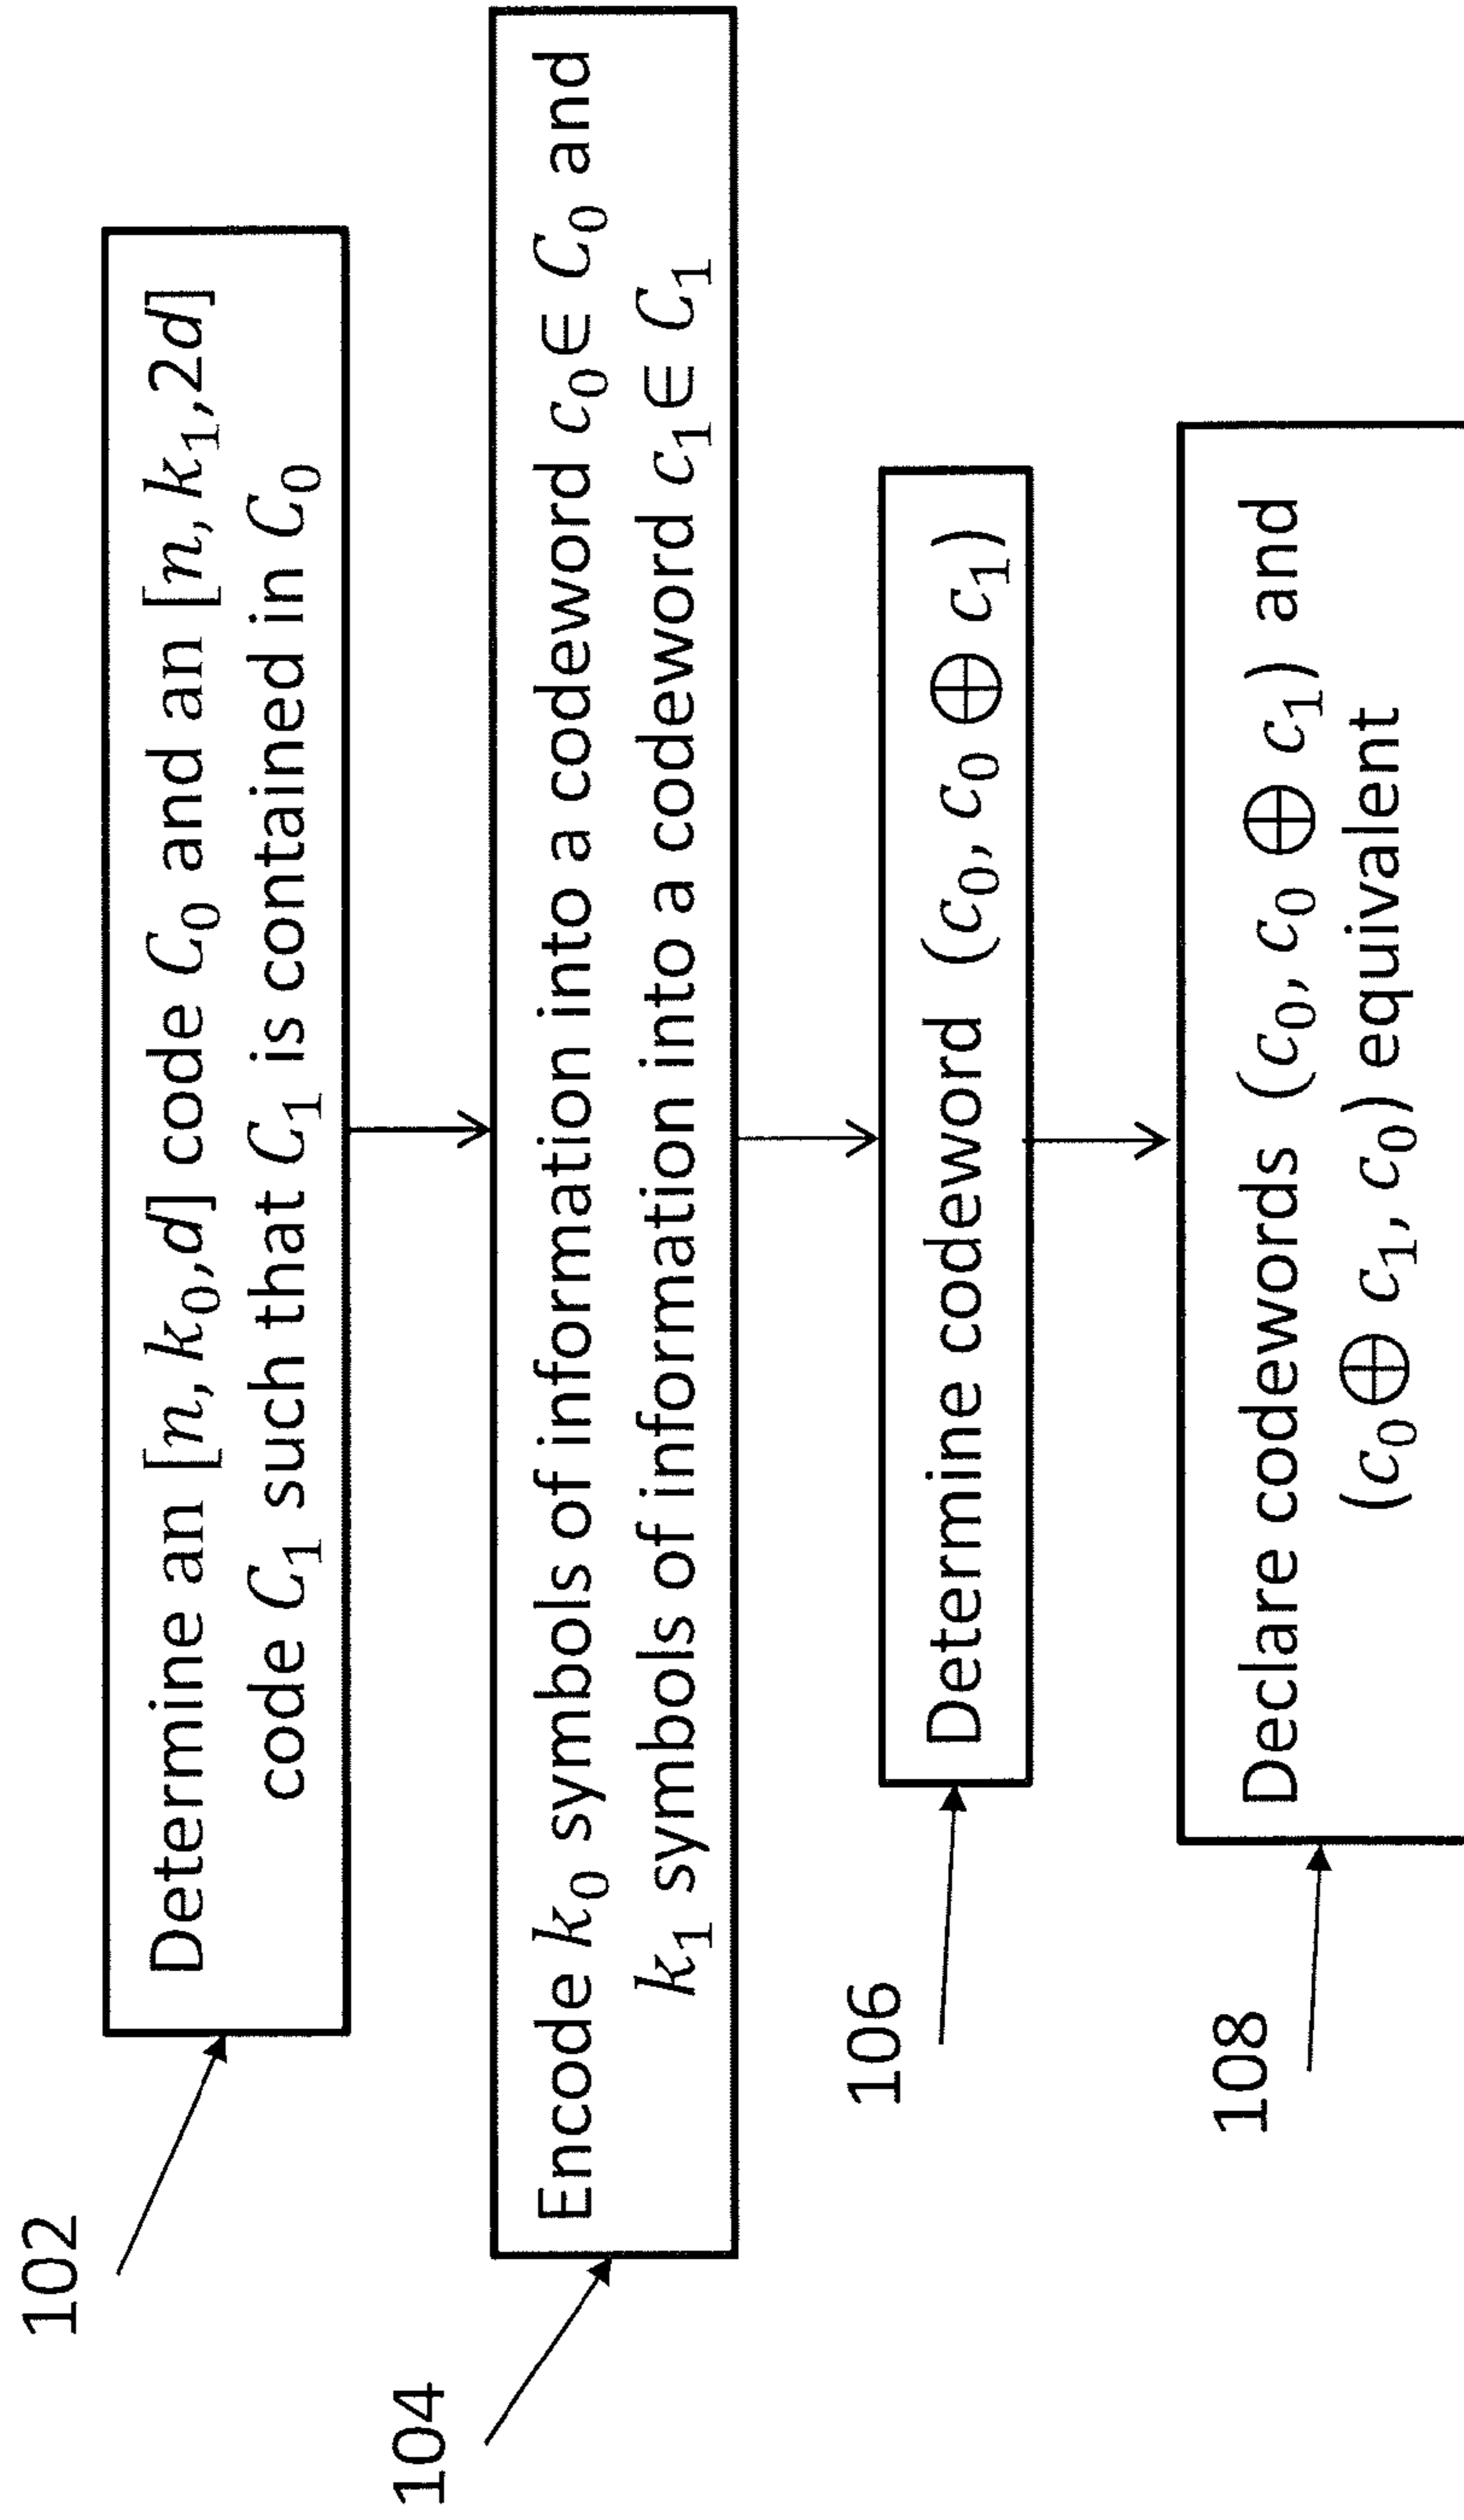 102
Determine an [n, k₀,d] code C₀ and an [n, k₁,2d]
code C₁ such that C₁ is contained in C₀
104
Encode k₀ symbols of information into a codeword c₀∈ C₀ and
k₁ symbols of information into a codeword c₁ ∈ C₁
106
Determine codeword (c₀, c₀ ⊕ c₁)
108
Declare codewords (c₀, c₀ ⊕ c₁) and
(c₀⊕ c₁, c₀) equivalent